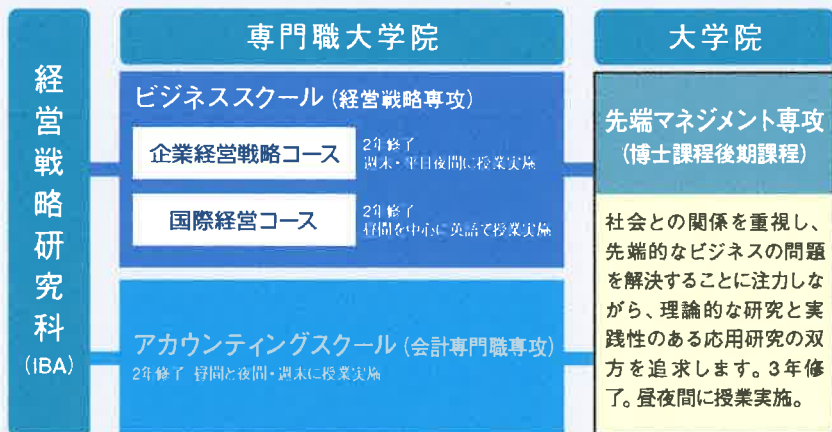 経営戦略研究科
(IBA)
専門職大学院
ビジネススクール(経営戦略専攻)
企業経営戦略コース
2年修了
週末・平日夜間に授業実施
国際経営コース
2年修了
昼間を中心に英語で授業実施
アカウンティングスクール(会計専門職専攻)
2年修了 昼間と夜間・週末に授業実施
大学院
先端マネジメント専攻
(博士課程後期課程)
社会との関係を重視し、
先端的なビジネスの問題
を解決することに注力しな
がら、理論的な研究と実
践性のある応用研究の双
方を追求します。3年修
了。昼夜間に授業実施。